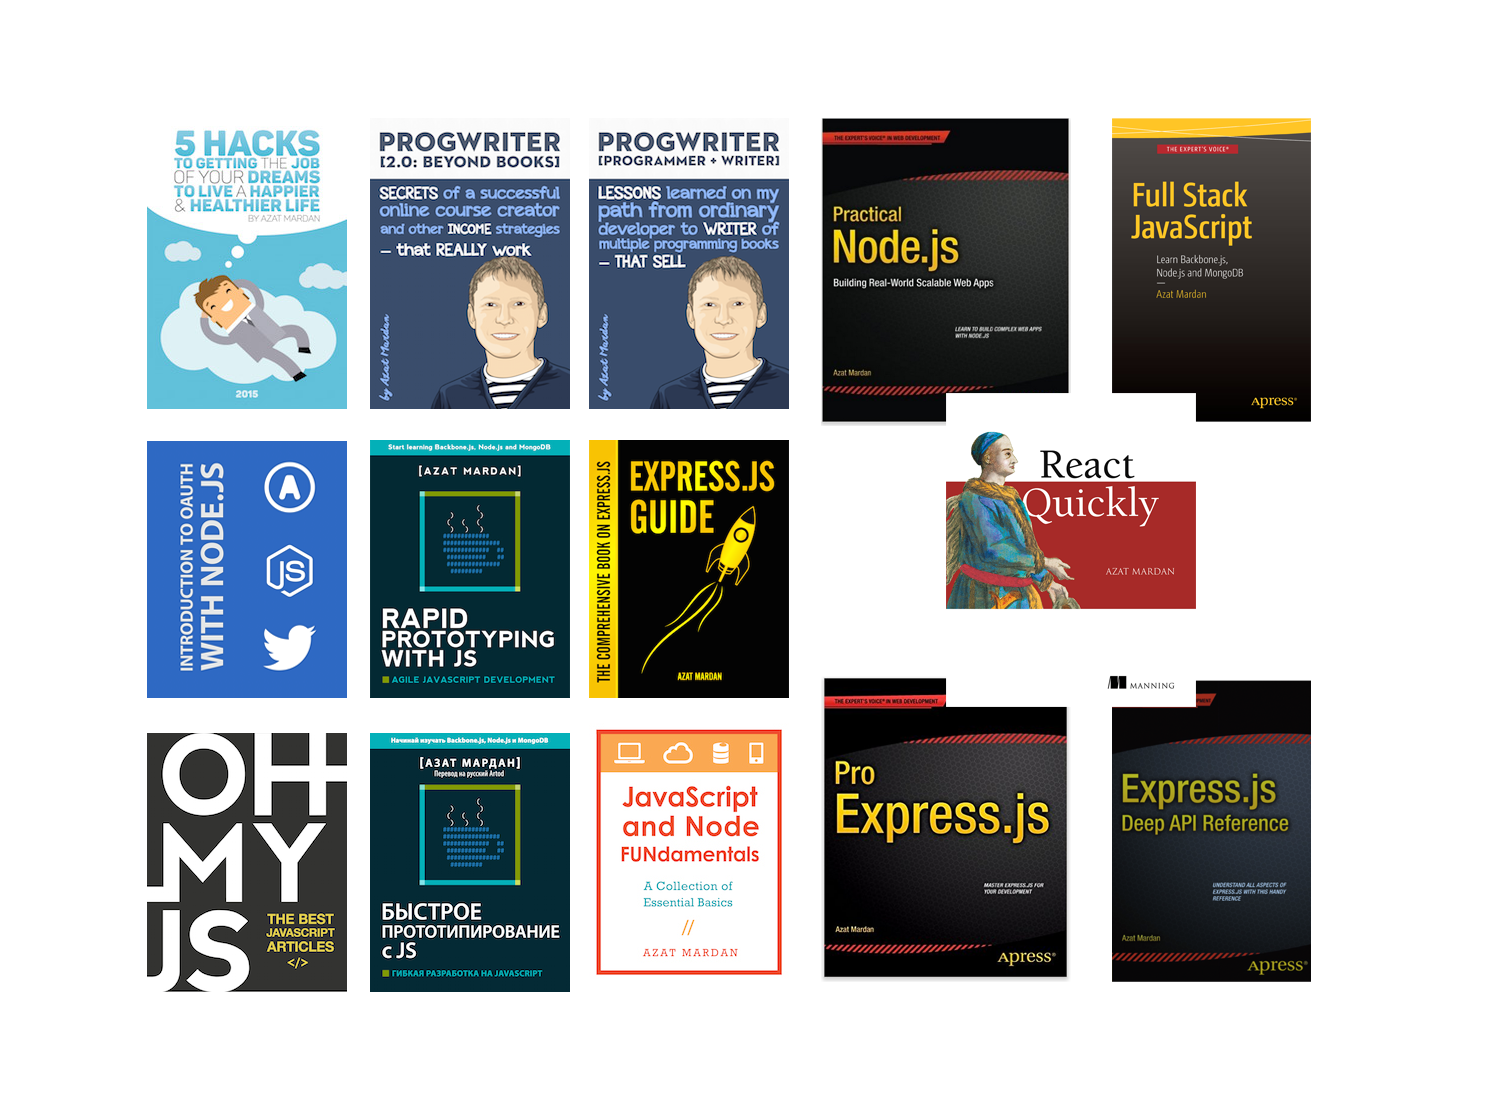 5 HACKS
TO GETTING THE JOB
OF YOUR DREAMS
TO LIVE A HAPPIER
& HEALTHIER LIFE
BY AZAT MARDAN
2015
PROGWRITER
[2.0: BEYOND BOOKS]
SECRETS of a successful
online course creator
and other INCOME strategies
– that REALLY work
by Azat Mardan
PROGWRITER
[PROGRAMMER + WRITER]
LESSONS learned on my
path from ordinary
developer to WRITER of
multiple programming books
– THAT SELL
by Azat Mardan
THE EXPERT'S VOICE® IN WEB DEVELOPMENT
Practical
Node.js
Building Real-World Scalable Web Apps
LEARN TO BUILD COMPLEX WEB APPS
WITH NODE.JS
Azat Mardan
THE EXPERT'S VOICE®
Full Stack
JavaScript
Learn Backbone.js,
Node.js and MongoDB
—
Azat Mardan
Apress®
INTRODUCTION TO OAUTH
WITH NODE.JS
A
JS
Start learning Backbone.js, Node.js and MongoDB
[AZAT MARDAN]
RAPID
PROTOTYPING
WITH JS
AGILE JAVASCRIPT DEVELOPMENT
THE COMPREHENSIVE BOOK ON EXPRESS.JS
EXPRESS.JS
GUIDE
AZAT MARDAN
React
Quickly
AZAT MARDAN
MANNING
OH
MY
JS
THE BEST
JAVASCRIPT
ARTICLES
</>
Начинай изучать Backbone.js, Node.js и MongoDB
[АЗАТ МАРДАН]
Перевод на русский Artod
БЫСТРОЕ
ПРОТОТИПИРОВАНИЕ
с JS
ГИБКАЯ РАЗРАБОТКА НА JAVASCRIPT
JavaScript
and Node
FUNdamentals
A Collection of
Essential Basics
//
AZAT MARDAN
THE EXPERT'S VOICE® IN WEB DEVELOPMENT
Pro
Express.js
MASTER EXPRESS.JS FOR
YOUR DEVELOPMENT
Azat Mardan
Apress®
Express.js
Deep API Reference
UNDERSTAND ALL ASPECTS OF
EXPRESS.JS WITH THIS HANDY
REFERENCE
Azat Mardan
Apress®